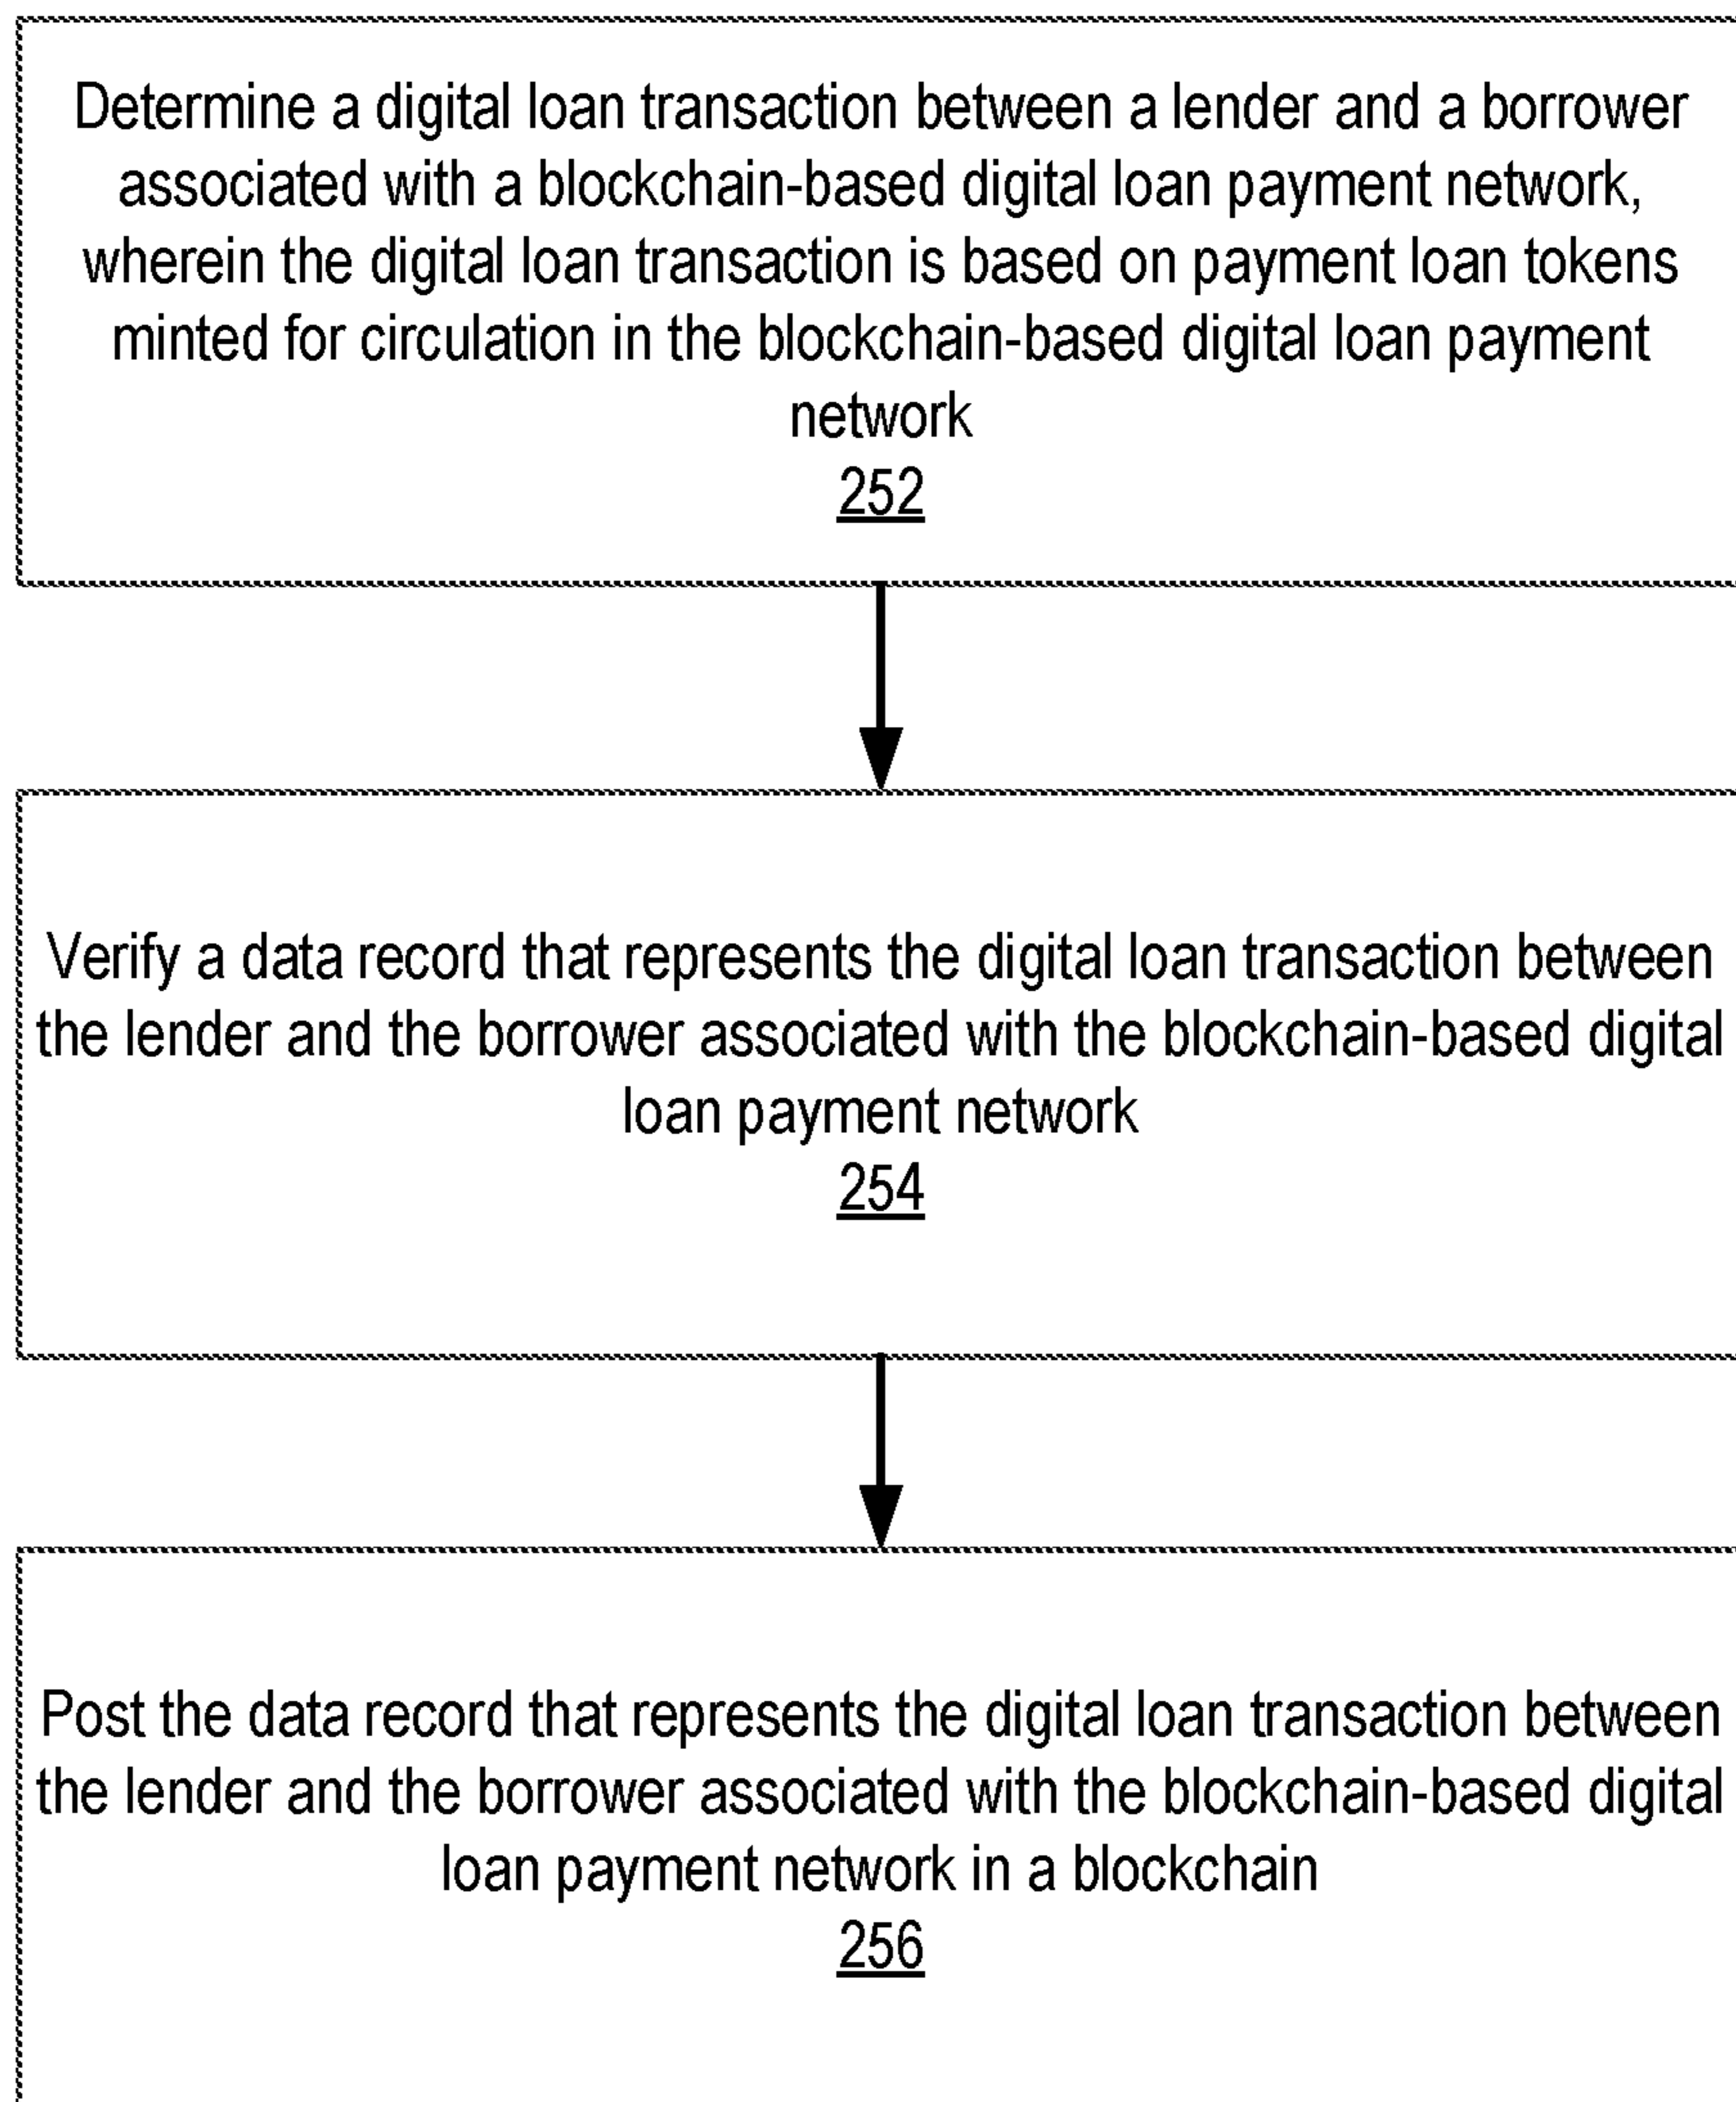 Determine a digital loan transaction between a lender and a borrower
associated with a blockchain-based digital loan payment network,
wherein the digital loan transaction is based on payment loan tokens
minted for circulation in the blockchain-based digital loan payment
network
252
Verify a data record that represents the digital loan transaction between
the lender and the borrower associated with the blockchain-based digital
loan payment network
254
Post the data record that represents the digital loan transaction between
the lender and the borrower associated with the blockchain-based digital
loan payment network in a blockchain
256